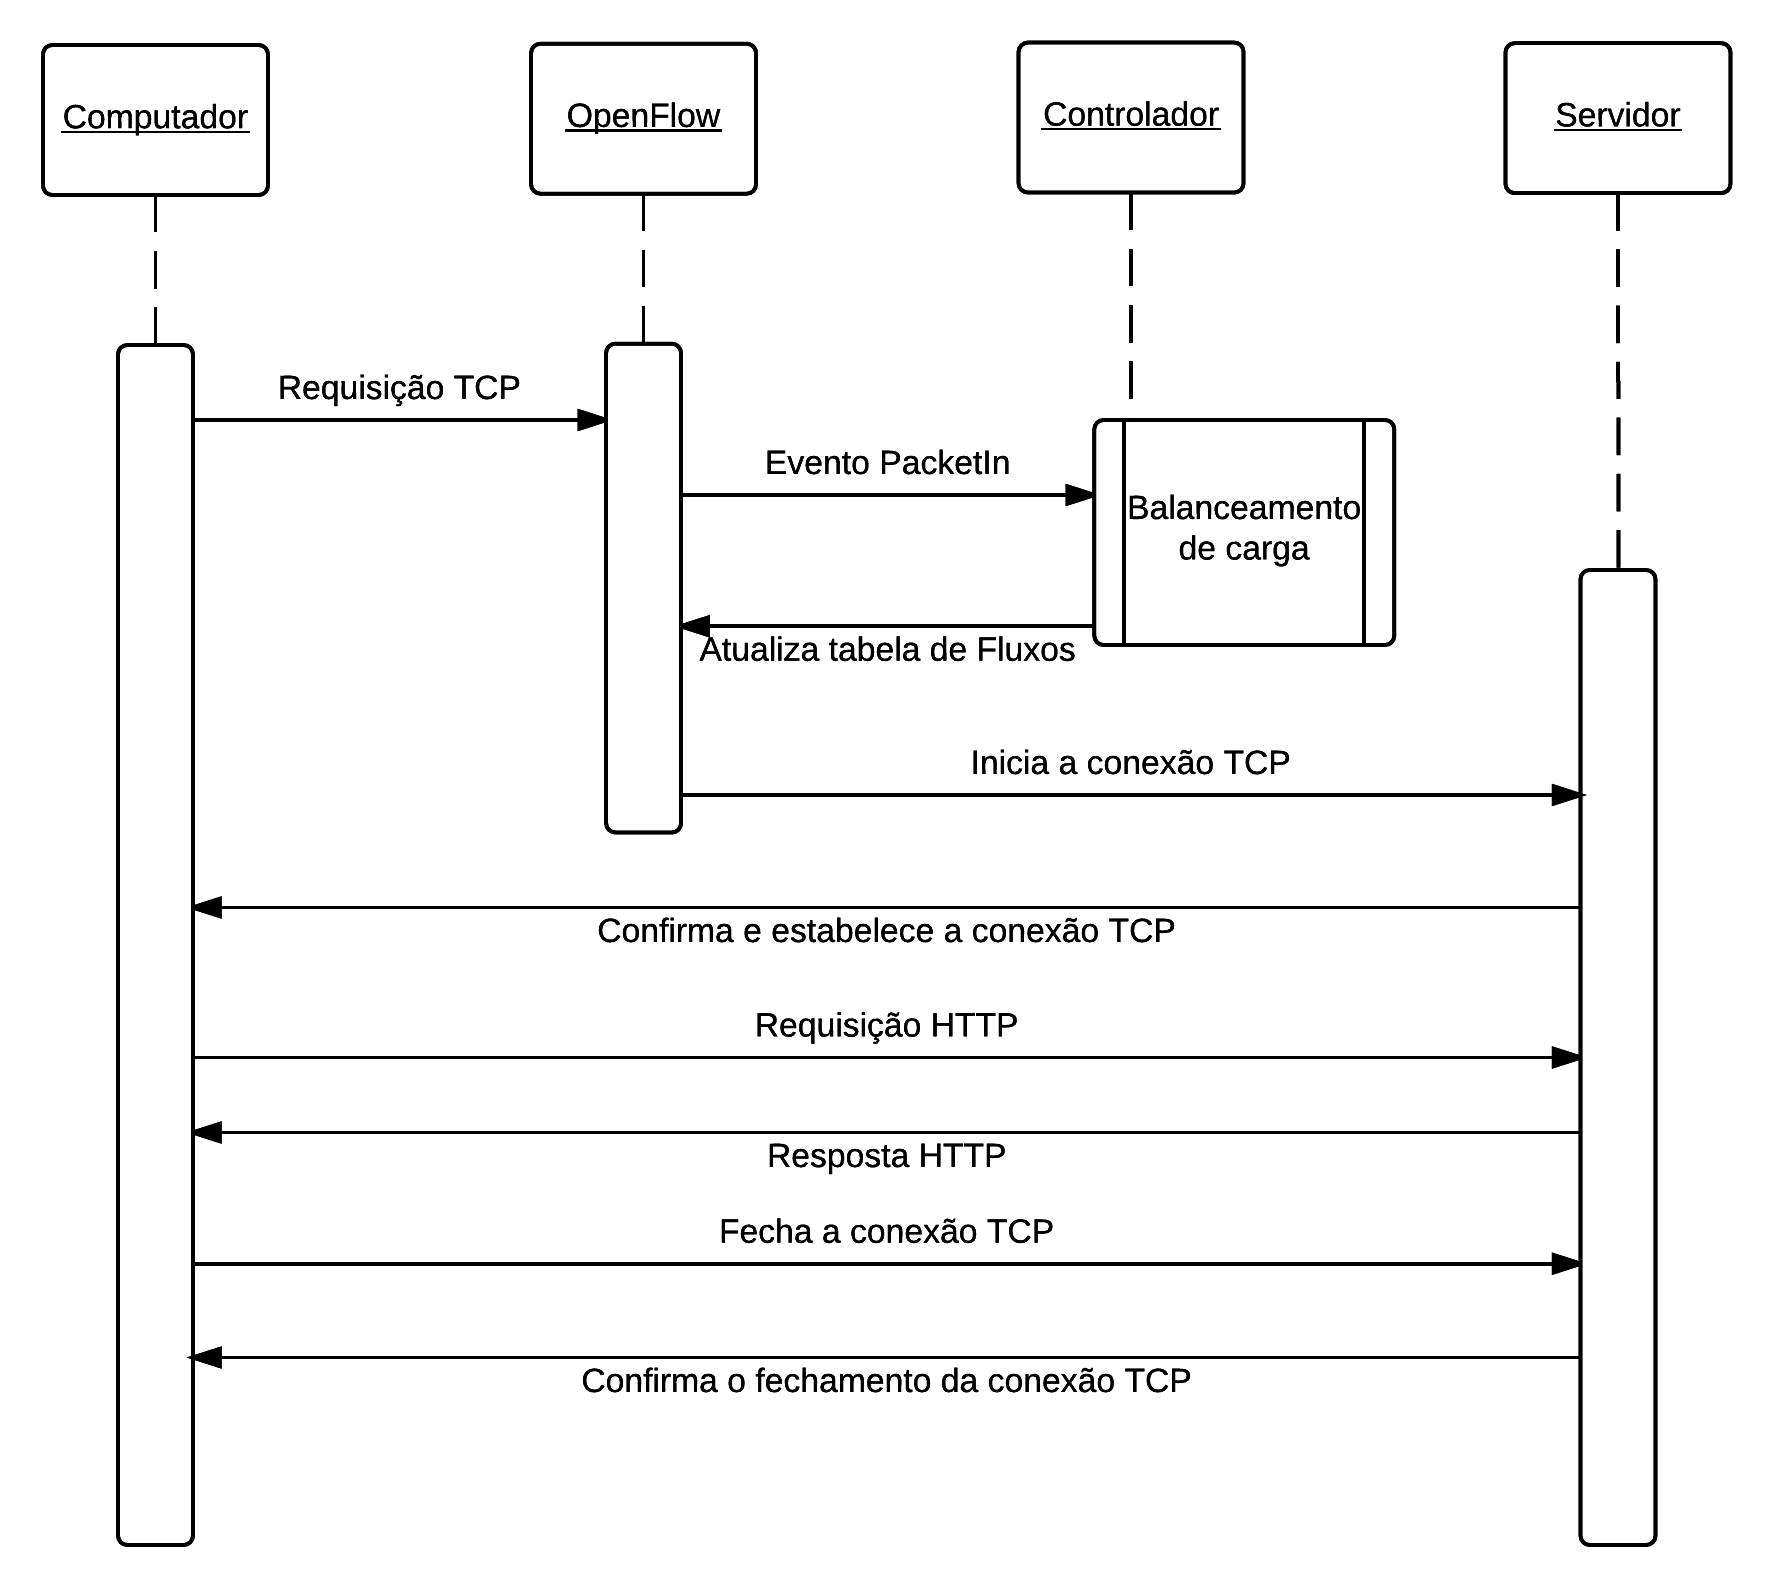 Computador
OpenFlow
Controlador
Servidor
Requisição TCP
Evento PacketIn
Balanceamento
de carga
Atualiza tabela de Fluxos
Inicia a conexão TCP
Confirma e estabelece a conexão TCP
Requisição HTTP
Resposta HTTP
Fecha a conexão TCP
Confirma o fechamento da conexão TCP